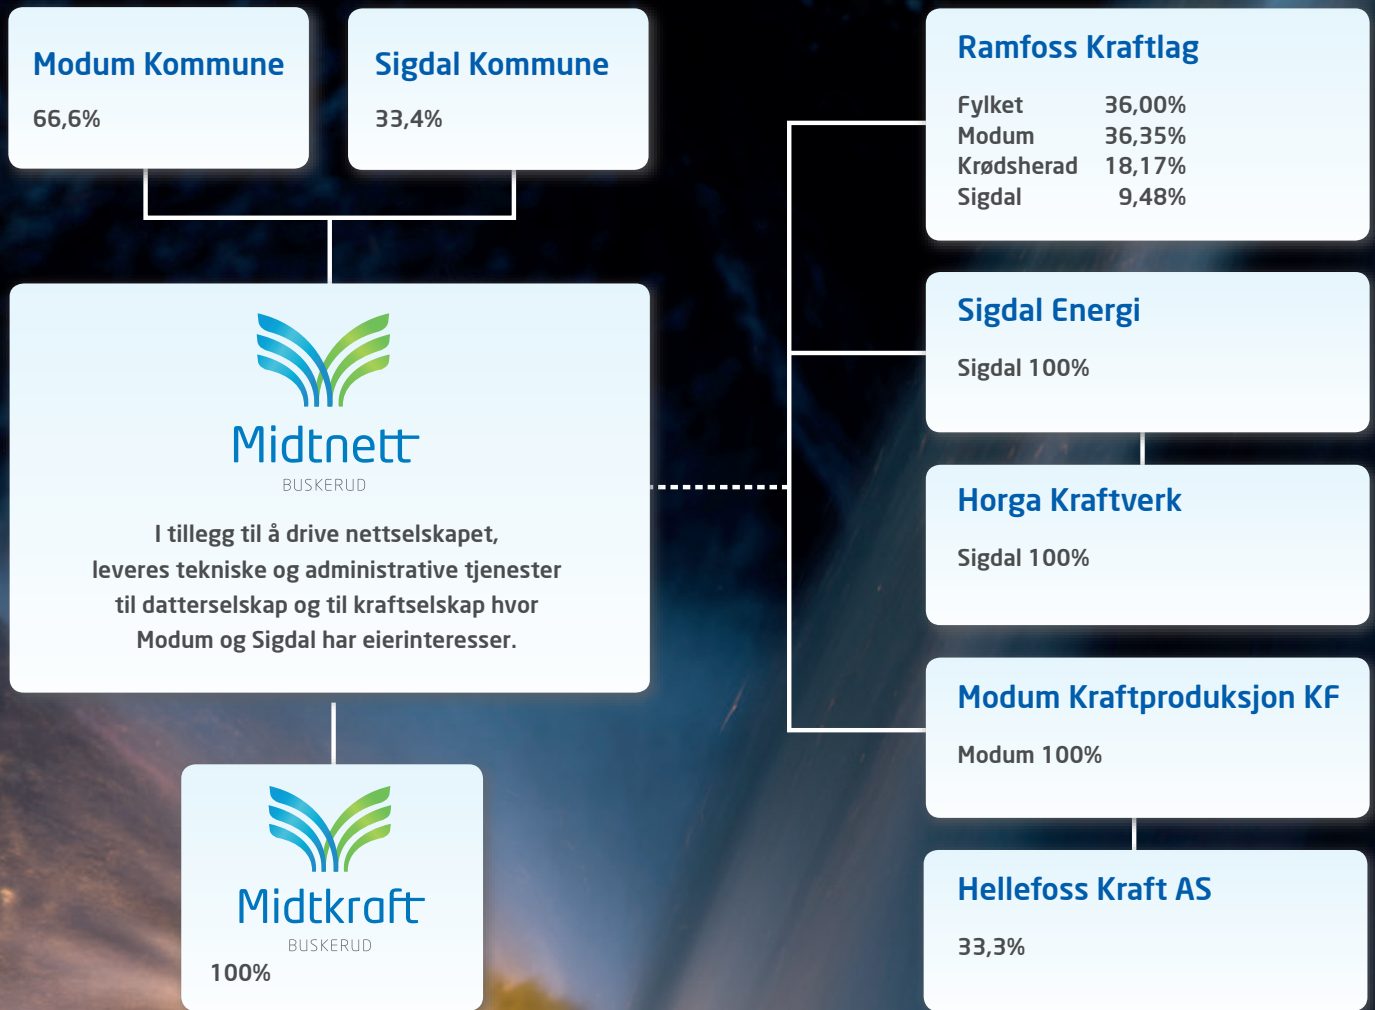 Modum Kommune
66,6%
Sigdal Kommune
33,4%
Midtnett
BUSKERUD
I tillegg til å drive nettselskapet,
leveres tekniske og administrative tjenester
til datterselskap og til kraftselskap hvor
Modum og Sigdal har eierinteresser.
Midtkraft
BUSKERUD
100%
Ramfoss Kraftlag
Fylket 36,00%
Modum 36,35%
Krødsherad 18,17%
Sigdal 9,48%
Sigdal Energi
Sigdal 100%
Horga Kraftverk
Sigdal 100%
Modum Kraftproduksjon KF
Modum 100%
Hellefoss Kraft AS
33,3%